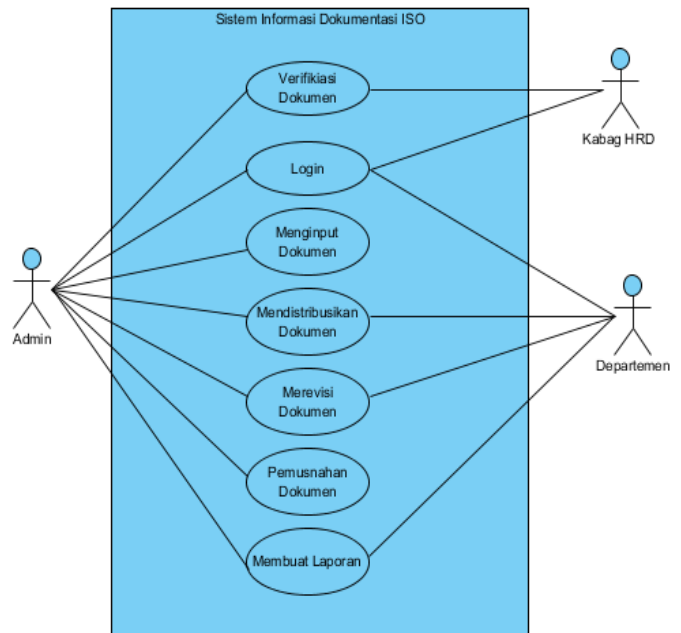 Sistem Informasi Dokumentasi ISO
Verifikiasi
Dokumen
Kabag HRD
Login
Menginput
Dokumen
Admin
Mendistribusikan
Dokumen
Departemen
Merevisi
Dokumen
Pemusnahan
Dokumen
Membuat Laporan